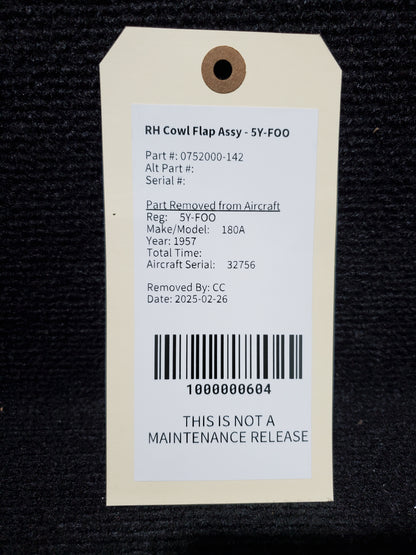 RH Cowl Flap Assy - 5Y-FOO
Part #: 0752000-142
Alt Part#:
Serial #:
Part Removed from Aircraft
Reg: 5Y-FOO
Make/Model: 180A
Year: 1957
Total Time:
Aircraft Serial: 32756
Removed By: CC
Date: 2025-02-26
1000000604
THIS IS NOT A
MAINTENANCE RELEASE